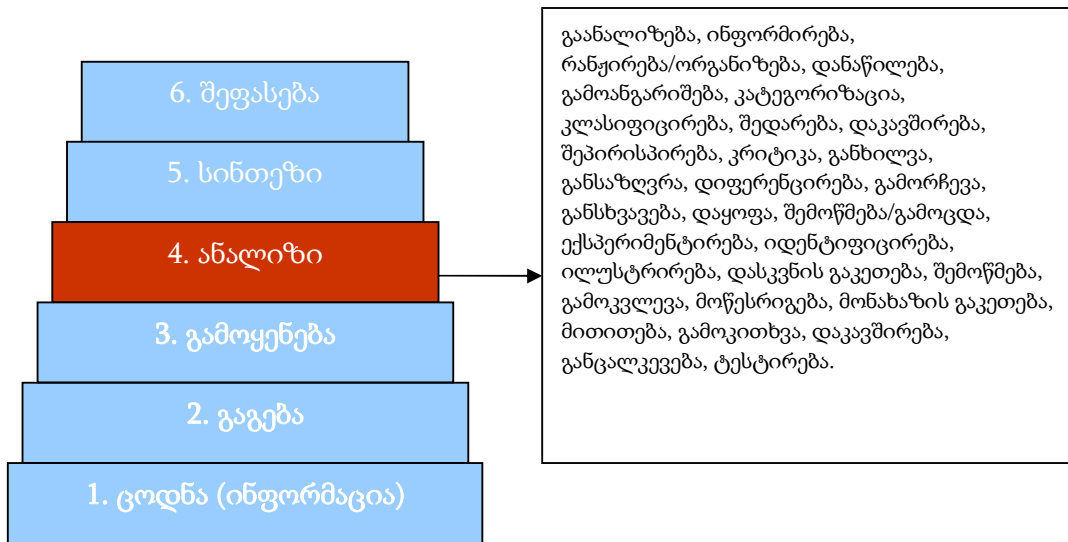 6. შეფასება
5. სინთეზი
4. ანალიზი
3. გამოყენება
2. გაგება
1. ცოდნა (ინფორმაცია)
გაანალიზება, ინფორმირება,
რანჟირება/ორგანიზება, დანაწილება,
გამოანგარიშება, კატეგორიზაცია,
კლასიფიცირება, შედარება, დაკავშირება,
შეპირისპირება, კრიტიკა, განხილვა,
განსაზღვრა, დიფერენცირება, გამორჩევა,
განსხვავება, დაყოფა, შემოწმება/გამოცდა,
ექსპერიმენტირება, იდენტიფიცირება,
ილუსტრირება, დასკვნის გაკეთება, შემოწმება,
გამოკვლევა, მოწესრიგება, მონახაზის გაკეთება,
მითითება, გამოკითხვა, დაკავშირება,
განცალკევება, ტესტირება.